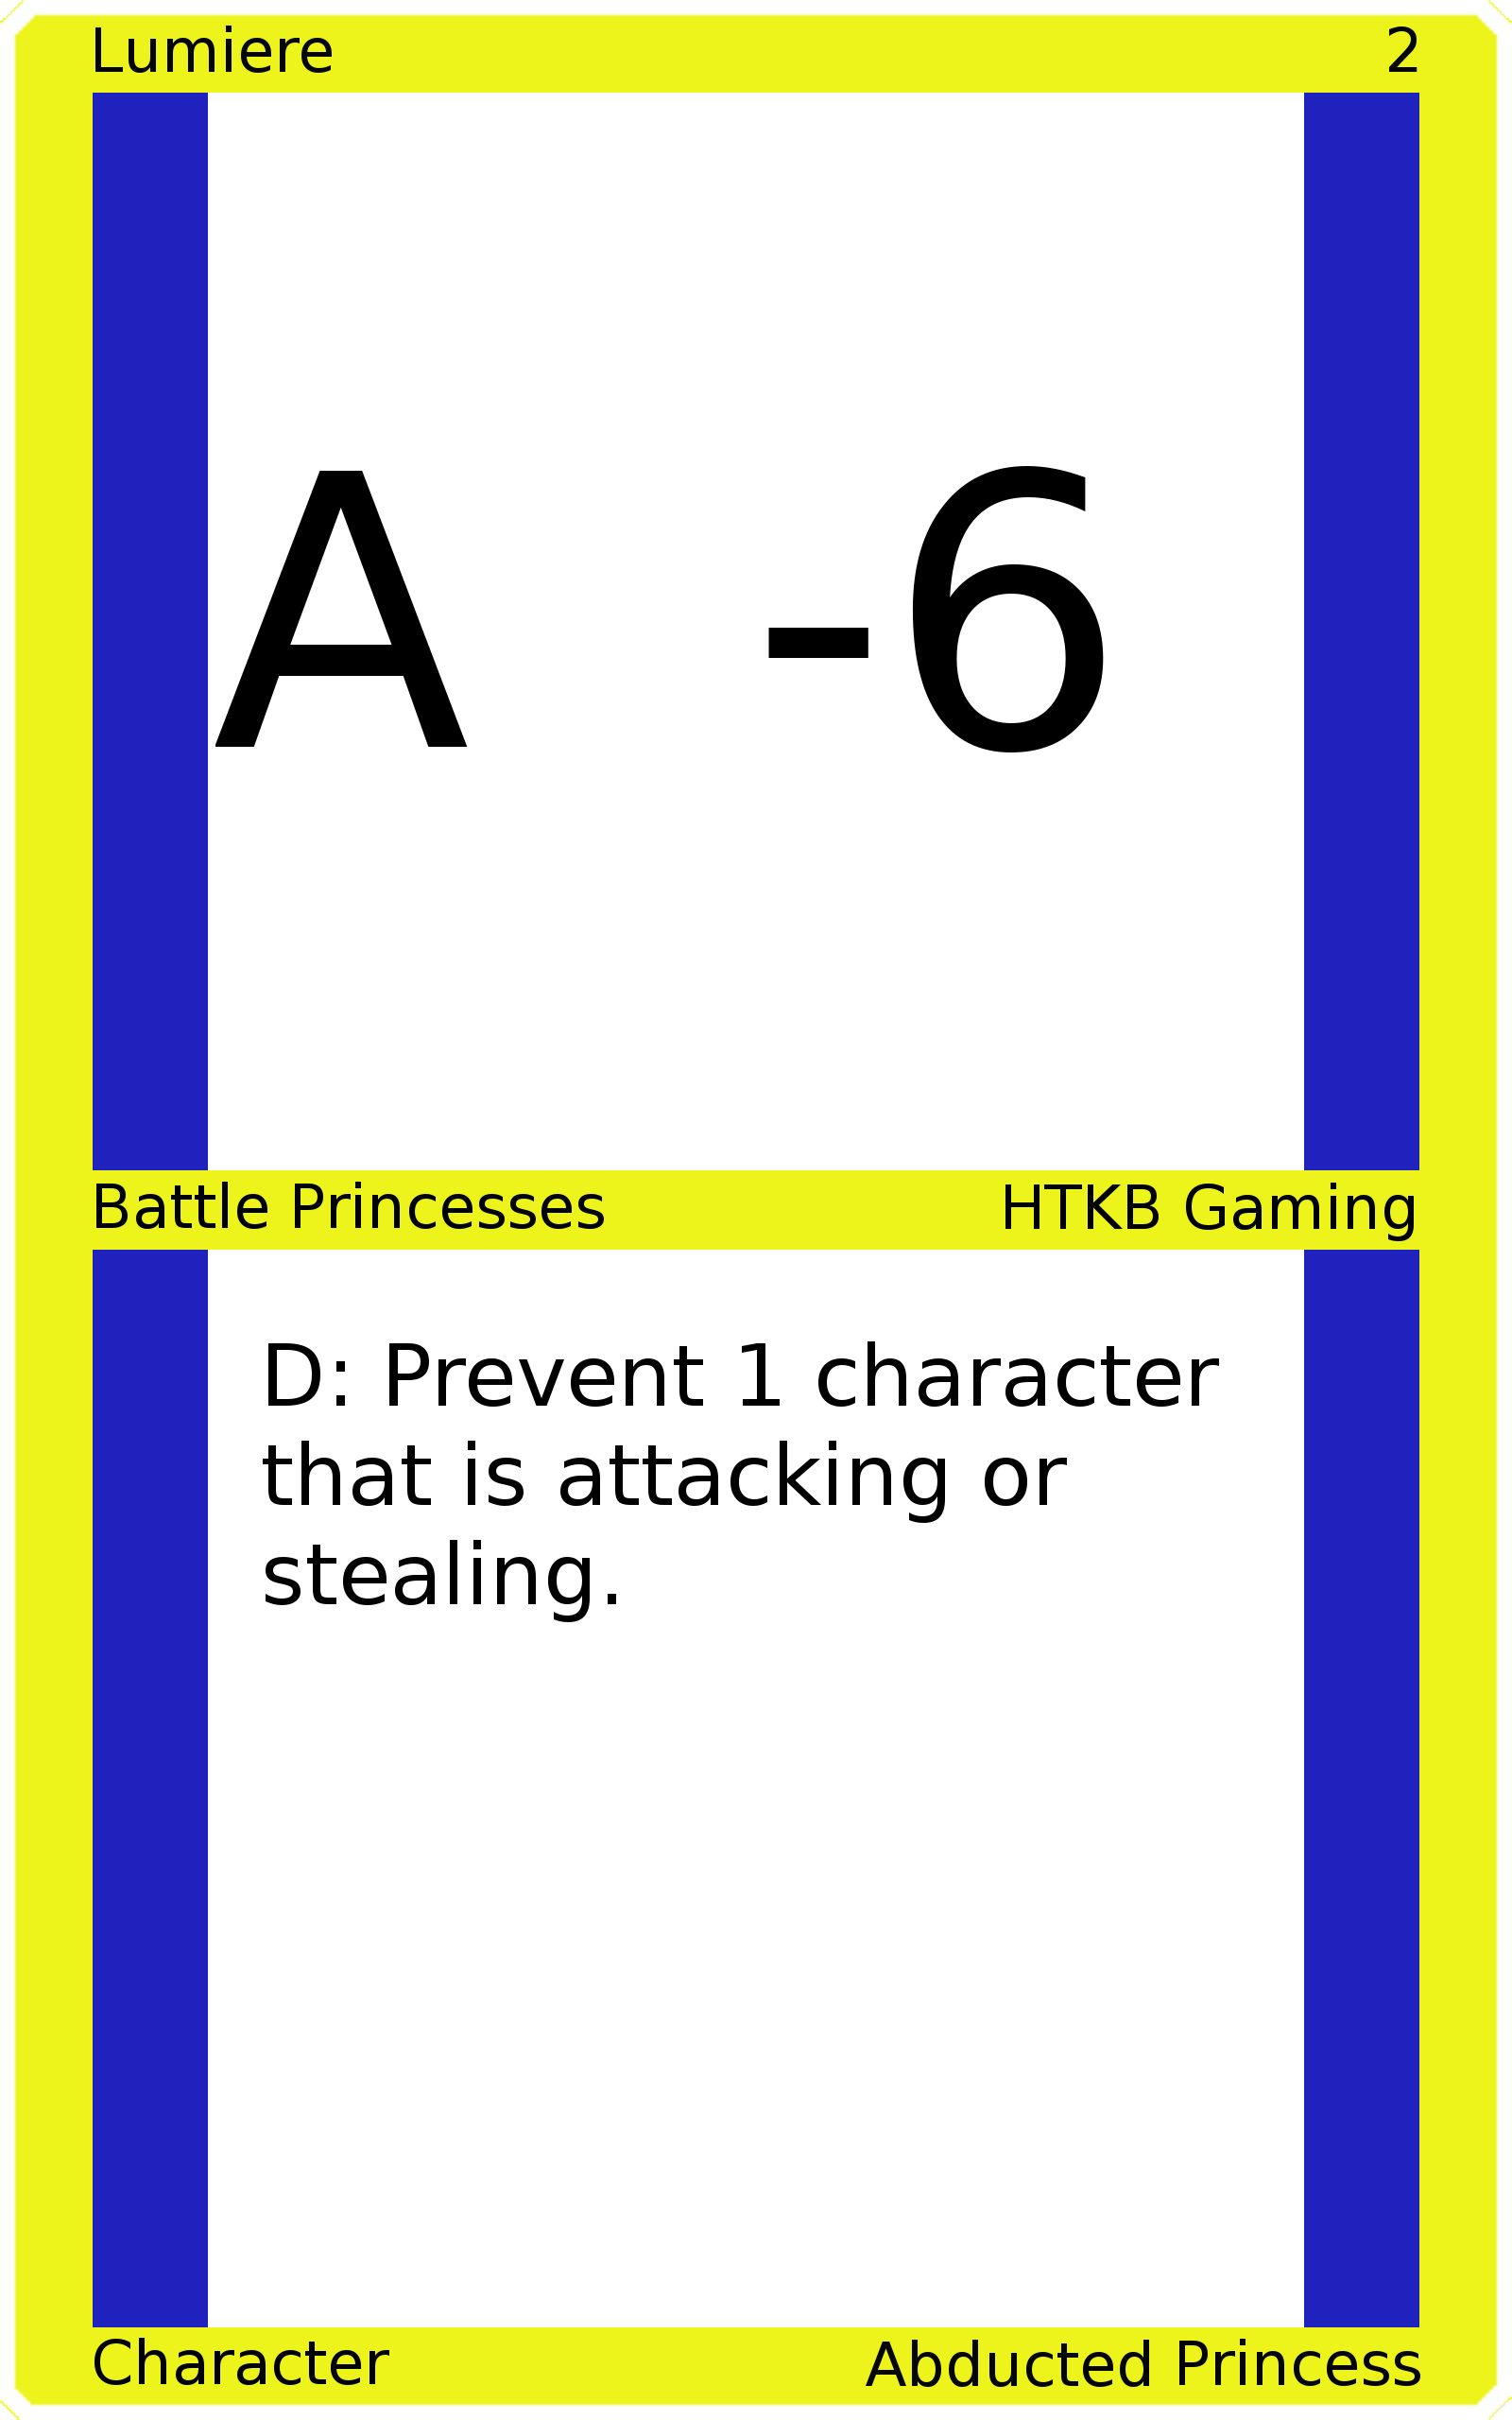 Lumiere 2
A -6
Battle Princesses HTKB Gaming
D: Prevent 1 character
that is attacking or
stealing.
Character Abducted Princess